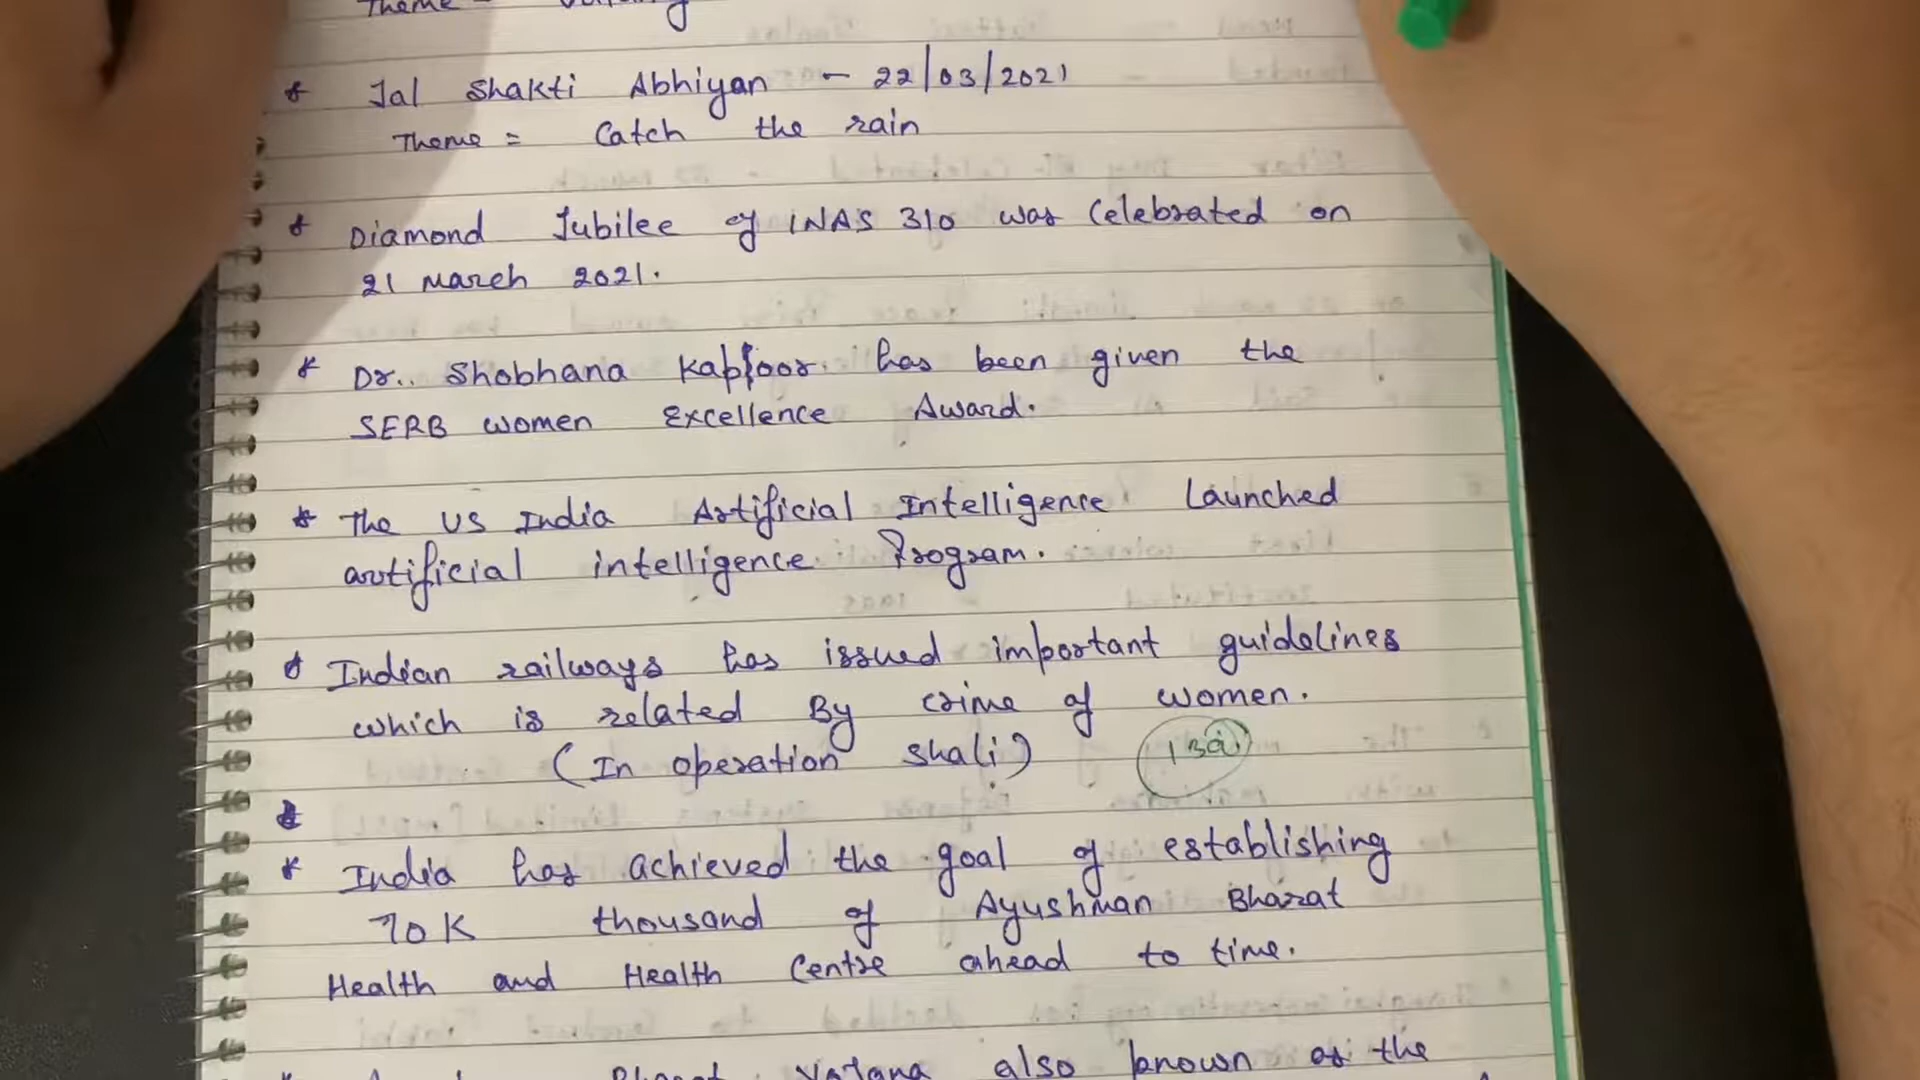 Theme -
* Jal Shakti Abhiyan - 22/03/2021
Theme = Catch the rain
* Diamond Jubilee of INAS 310 was celebrated on
21 March 2021.
* Dr.. Shobhana Kapoor has been given the
SERB women Excellence Award.
* The US India Artificial Intelligence Launched
artificial intelligence Program.
* Indian railways has issued important guidelines
which is related By crime of women.
(In operation shali)
* India has achieved the goal of establishing
70K thousand of Ayushman Bharat
Health and Health Centre ahead to time.
Bharat Yojana also known as the